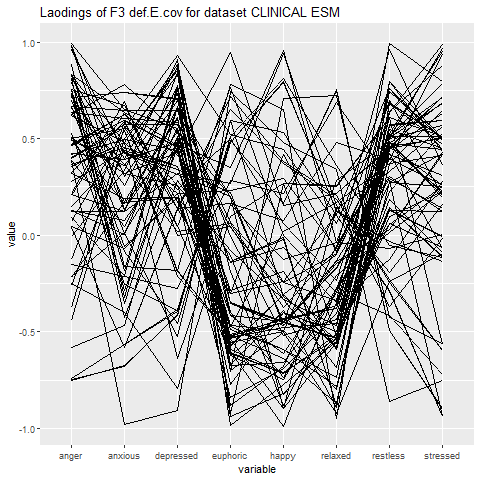 Laodings of F3 def.E.cov for dataset CLINICAL ESM
1.0
0.5
0.0
-0.5
-1.0
value
anger anxious depressed euphoric happy relaxed restless stressed
variable